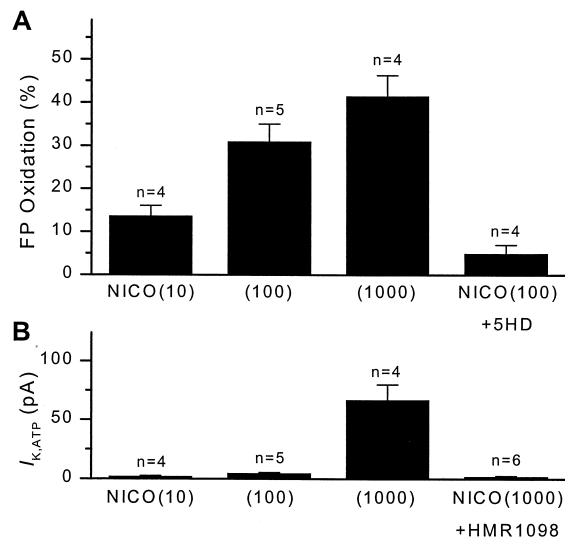 A
FP Oxidation (%)
50
40
30
20
10
0
n=4
n=5
n=4
n=4
NICO(10) (100) (1000) NICO(100)
+5HD
B
I K,ATP (pA)
100
50
0
n=4
n=5
n=4
n=6
NICO(10) (100) (1000) NICO(1000)
+HMR1098